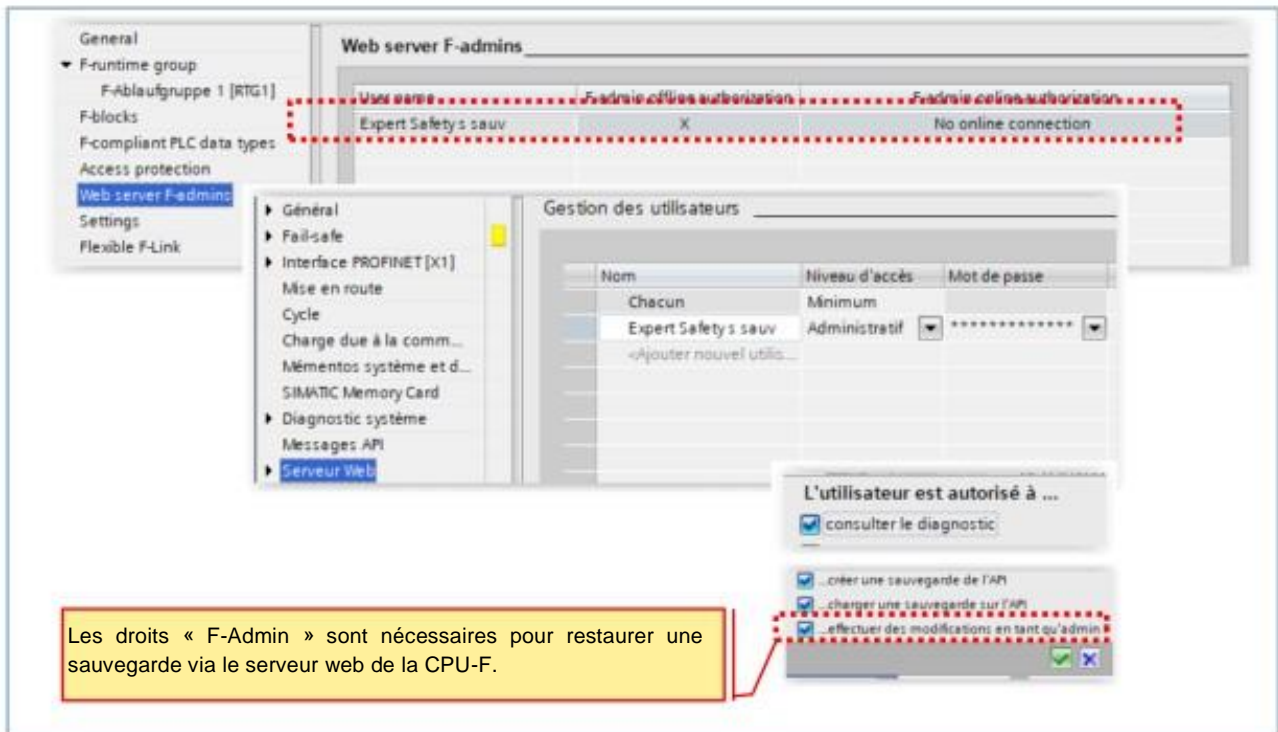 General
F-runtime group
F-Ablaufgruppe 1 [RTG1]
F-blocks
F-compliant PLC data types
Access protection
Web server F-admins
Settings
Flexible F-Link
Web server F-admins
User name F-admin offline authorization F-admin online authorization
Expert Safety s sauv X No online connection
Général
Fail-safe
Interface PROFINET [X1]
Mise en route
Cycle
Charge due à la comm...
Mémentos système et d...
SIMATIC Memory Card
Diagnostic système
Messages API
Serveur Web
Gestion des utilisateurs
Nom Niveau d'accès Mot de passe
Chacun Minimum
Expert Safety s sauv Administratif *************
<Ajouter nouvel utilis...
L'utilisateur est autorisé à ...
consulter le diagnostic
...créer une sauvegarde de l'API
...charger une sauvegarde sur l'API
...effectuer des modifications en tant qu'admin
Les droits « F-Admin » sont nécessaires pour restaurer une
sauvegarde via le serveur web de la CPU-F.